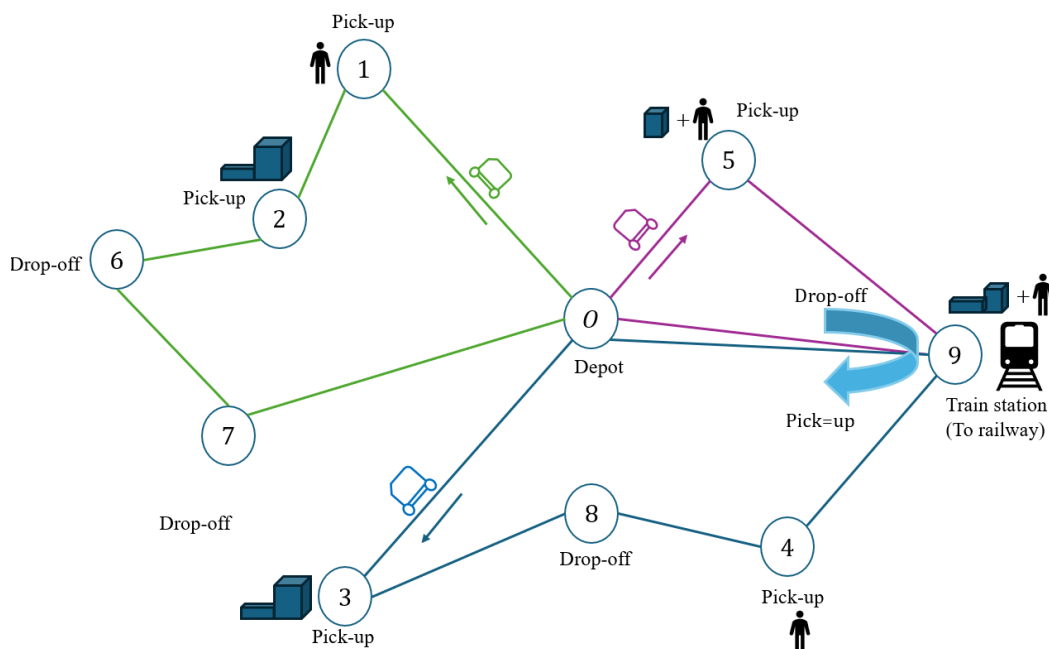 Pick-up
1
Pick-up
2
6
Drop-off
7
Drop-off
+
Pick-up
5
0
Depot
Drop-off
+
9
Pick=up
Train station
(To railway)
8
Drop-off
4
Pick-up
3
Pick-up